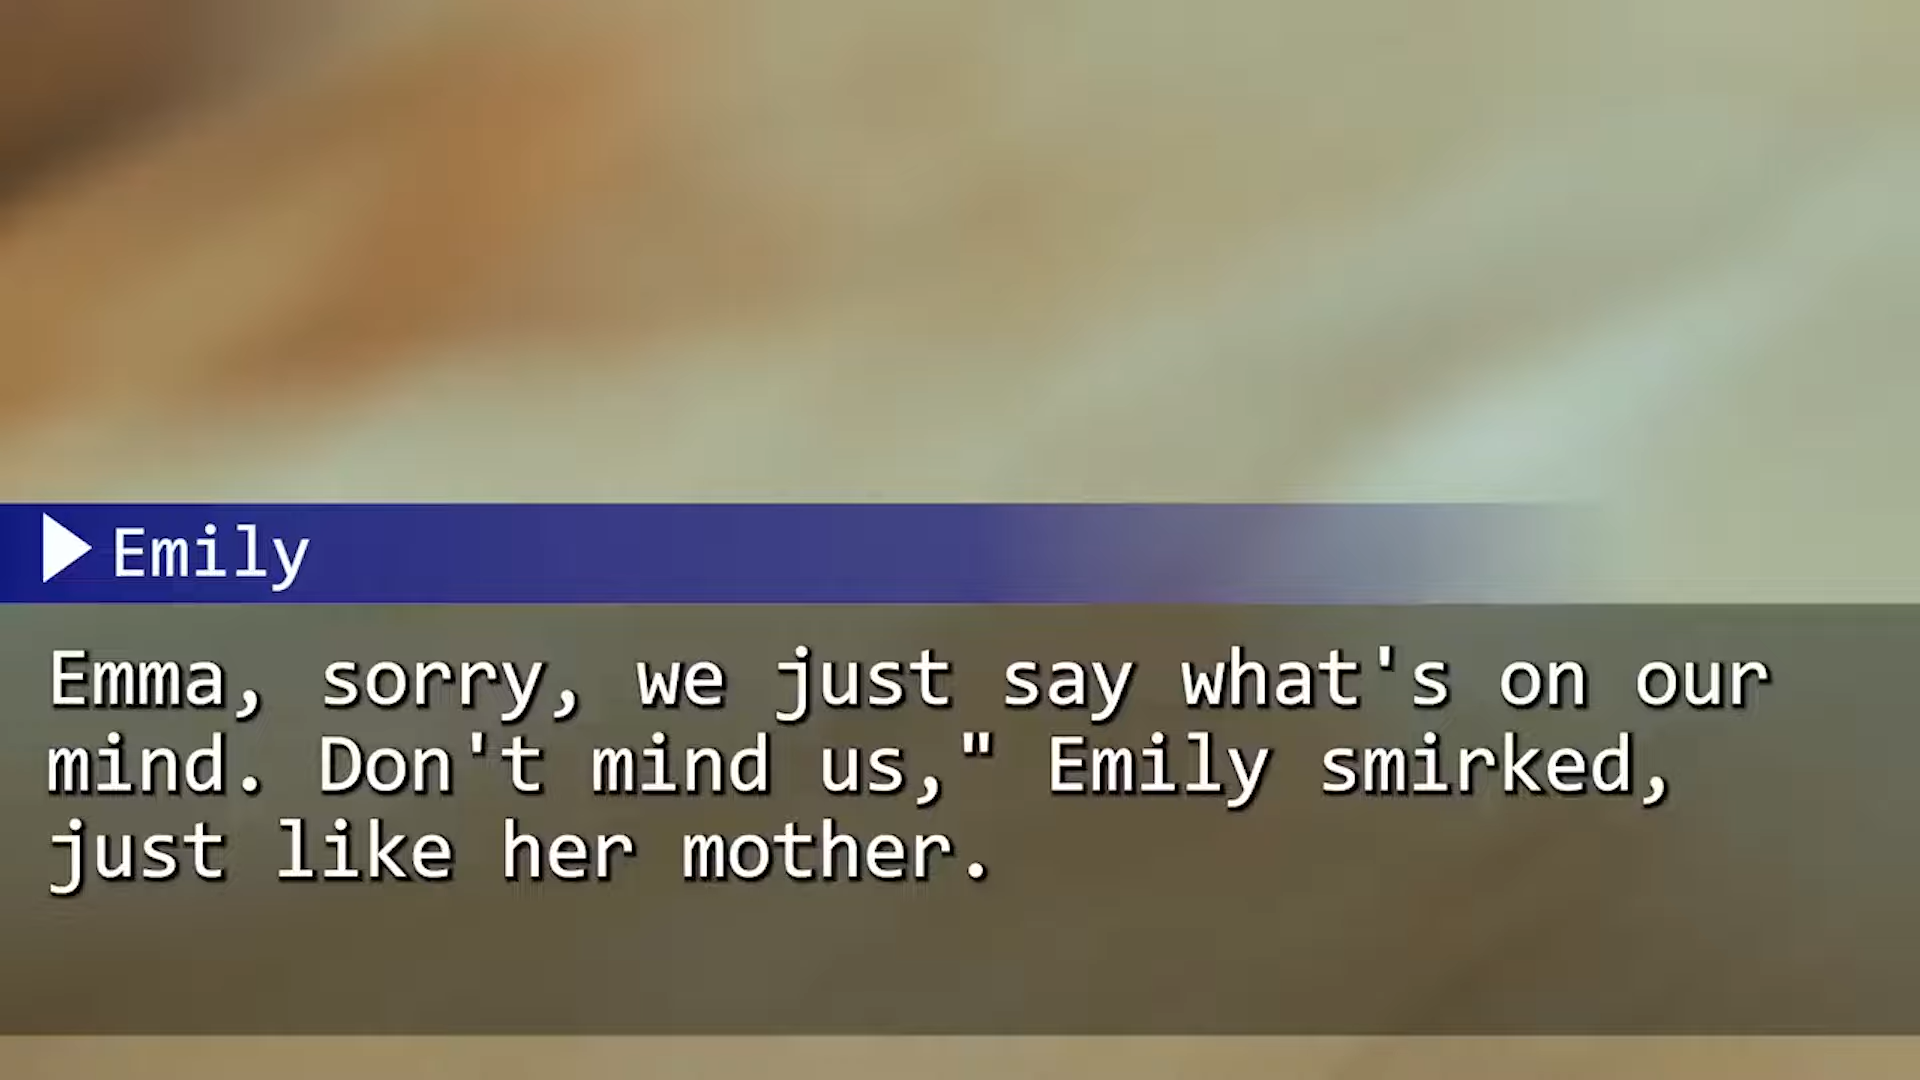 Emily
Emma, sorry, we just say what's on our
mind. Don't mind us," Emily smirked,
just like her mother.